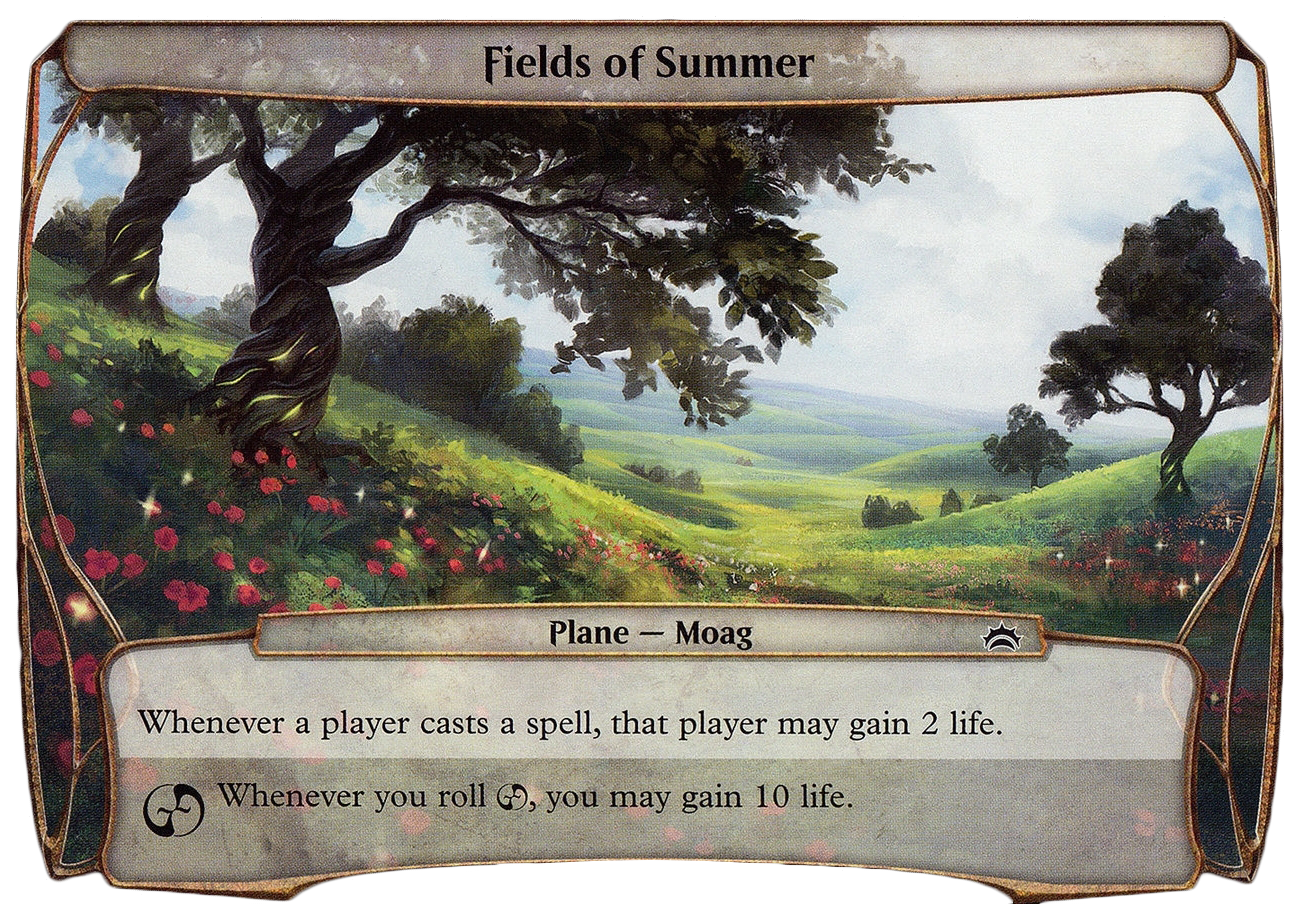 Fields of Summer
Plane — Moag
Whenever a player casts a spell, that player may gain 2 life.
Whenever you roll , you may gain 10 life.